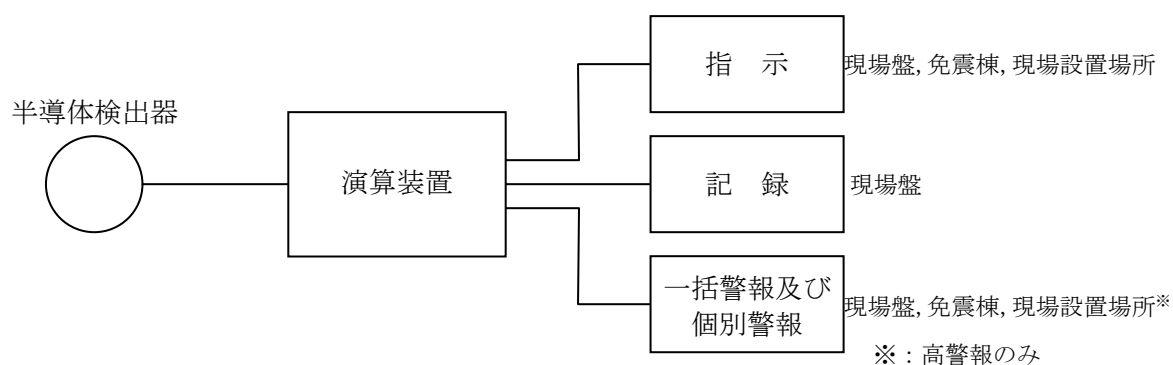 指　示
現場盤, 免震棟, 現場設置場所
半導体検出器
演算装置
記　録
現場盤
一括警報及び
個別警報
現場盤, 免震棟, 現場設置場所※
※：高警報のみ